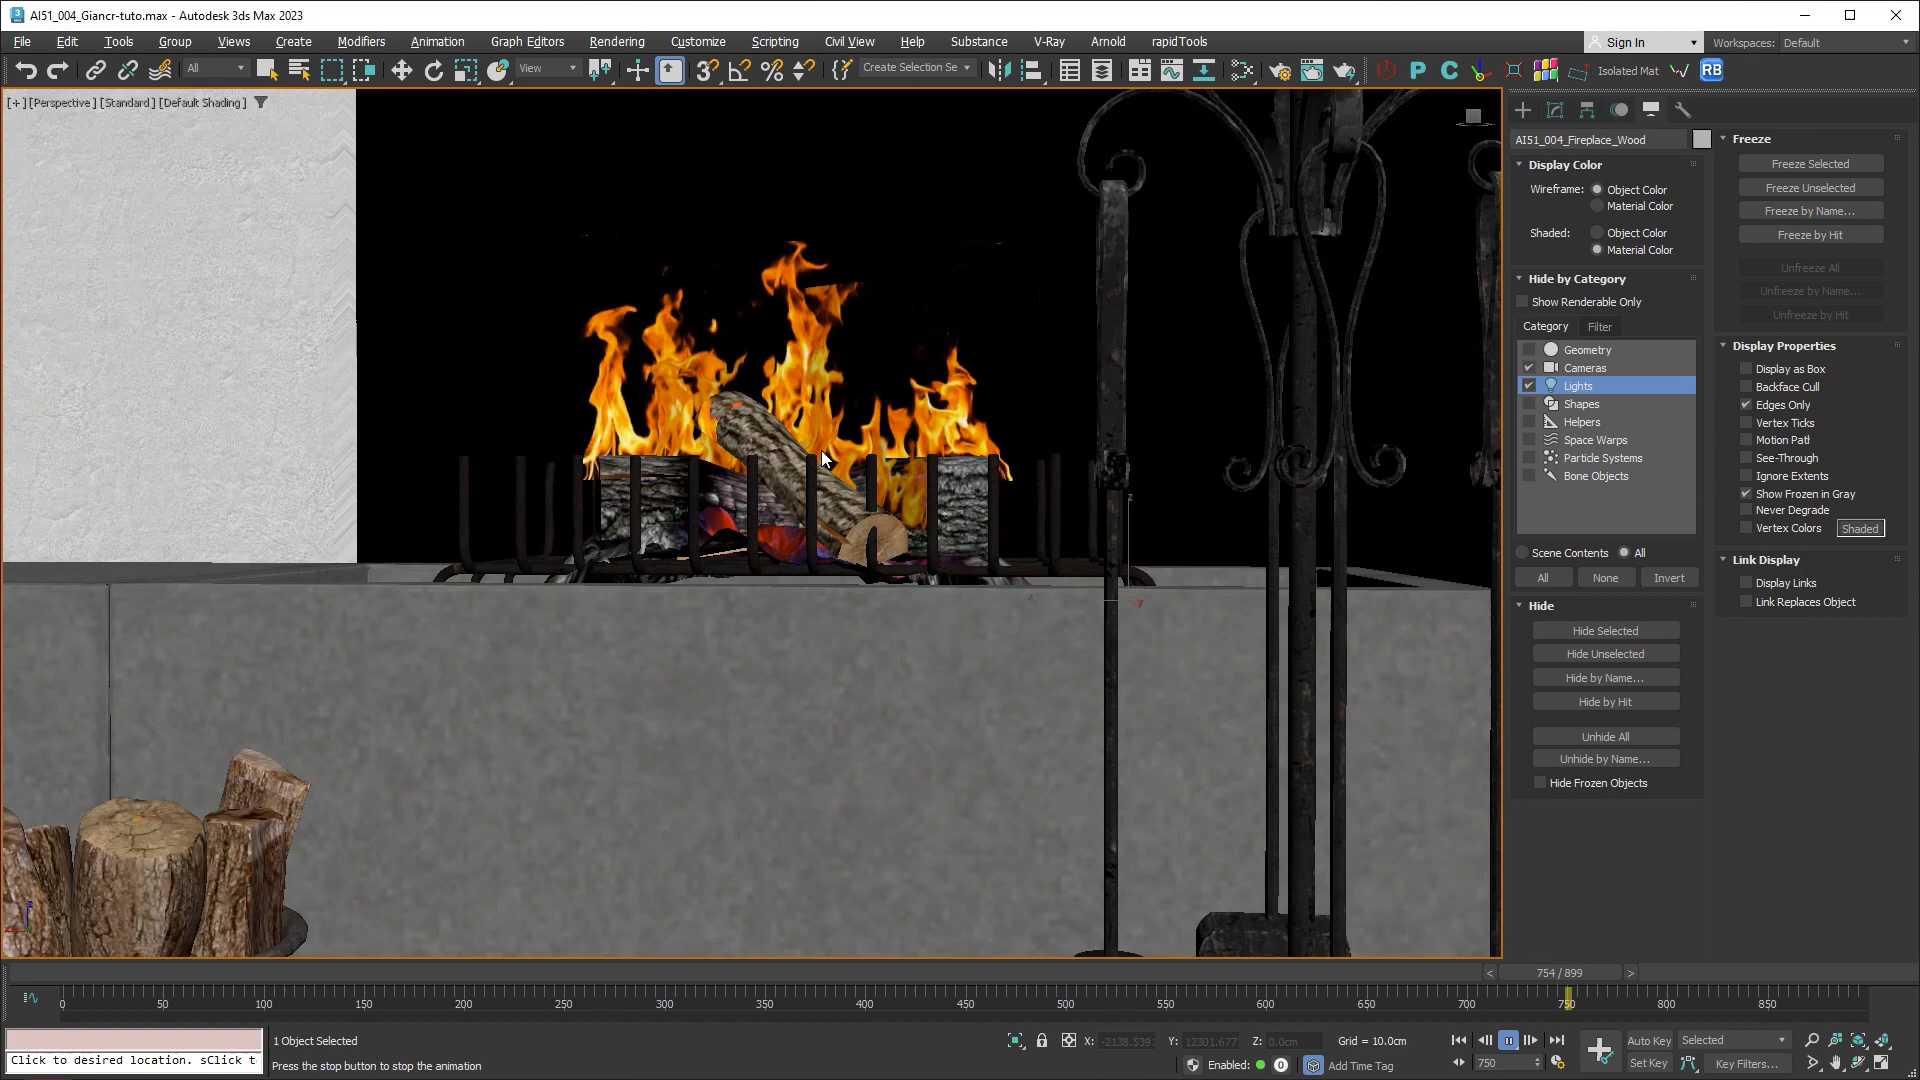 AI51_004_Giancr-tuto.max - Autodesk 3ds Max 2023
File Edit Tools Group Views Create Modifiers Animation Graph Editors Rendering Customize Scripting Civil View Help Substance V-Ray Arnold rapidTools Sign In Workspaces: Default
All View Create Selection Se Isolated Mat RB
[+] [Perspective] [Standard] [Default Shading]
AI51_004_Fireplace_Wood
Display Color
Wireframe: Object Color
Material Color
Shaded: Object Color
Material Color
Hide by Category
Show Renderable Only
Category Filter
Geometry
Cameras
Lights
Shapes
Helpers
Space Warps
Particle Systems
Bone Objects
Scene Contents All
All None Invert
Hide
Hide Selected
Hide Unselected
Hide by Name...
Hide by Hit
Unhide All
Unhide by Name...
Hide Frozen Objects
Freeze
Freeze Selected
Freeze Unselected
Freeze by Name...
Freeze by Hit
Unfreeze All
Unfreeze by Name...
Unfreeze by Hit
Display Properties
Display as Box
Backface Cull
Edges Only
Vertex Ticks
Motion Path
See-Through
Ignore Extents
Show Frozen in Gray
Never Degrade
Vertex Colors Shaded
Link Display
Display Links
Link Replaces Object
< 754 / 899 >
0 50 100 150 200 250 300 350 400 450 500 550 600 650 700 750 800 850
1 Object Selected X: -2138.539 Y: 12301.677 Z: 0.0cm Grid = 10.0cm Auto Key Selected
Click to desired location. sClick t Press the stop button to stop the animation Enabled: 0 Add Time Tag 750 Set Key Key Filters...